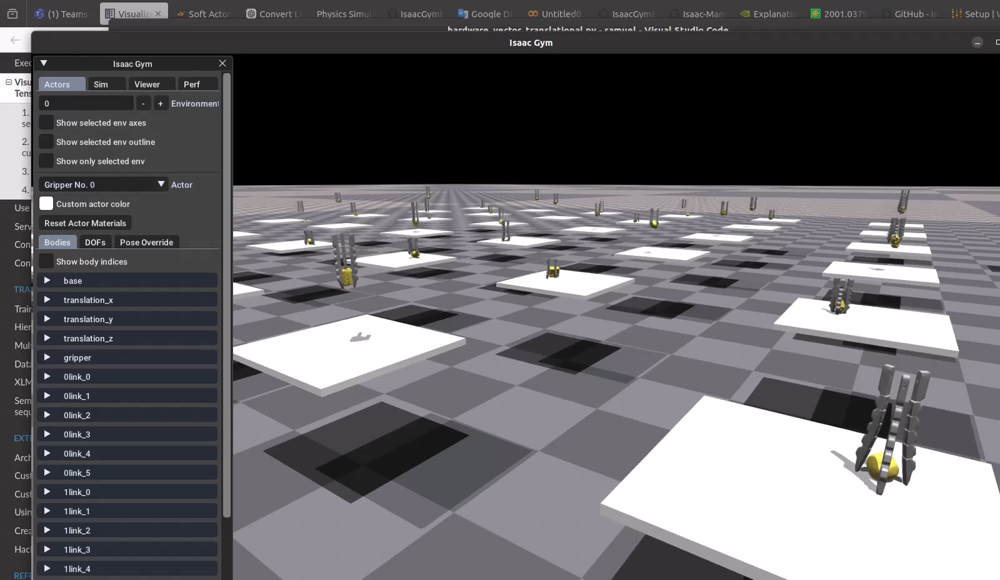 (1) Teams
Visualiz
Soft Actor
Convert Li
Physics Simul
IsaacGymE
Google Di
Untitled0
IsaacGymE
Isaac-Man
Explanatic
2001.0379
GitHub - In
Setup | W
hardware_vector_translational.py - samuel - Visual Studio Code
Isaac Gym
Exec
Visu
Tens
1.
se
2.
cu
3.
4.
Use
Serv
Con
Con
TRA
Train
Hier
Mul
Data
XLM
Sem
sequ
EXT
Arch
Cust
Cust
Usin
Crea
Hac
REFE
Isaac Gym
Actors Sim Viewer Perf
0 - + Environment
Show selected env axes
Show selected env outline
Show only selected env
Gripper No. 0 Actor
Custom actor color
Reset Actor Materials
Bodies DOFs Pose Override
Show body indices
base
translation_x
translation_y
translation_z
gripper
0link_0
0link_1
0link_2
0link_3
0link_4
0link_5
1link_0
1link_1
1link_2
1link_3
1link_4